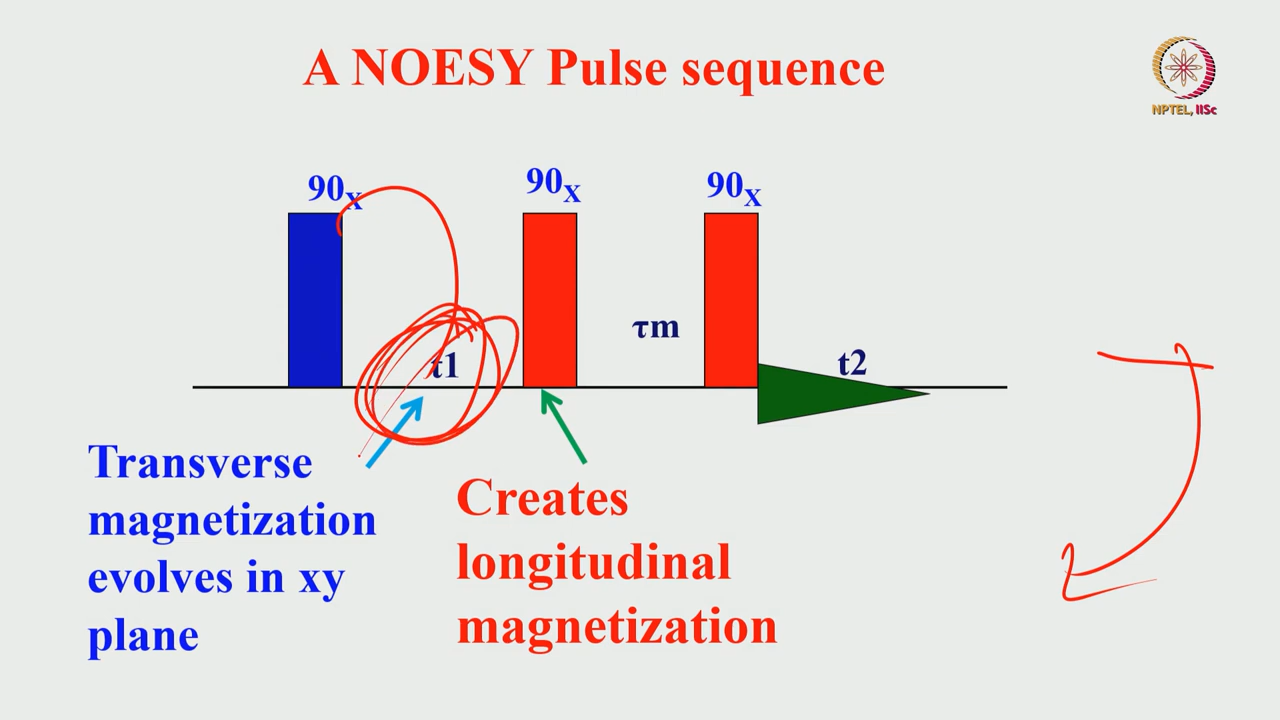 A NOESY Pulse sequence
NPTEL, IISc
90X 90X 90X
τm
t1 t2
Transverse
magnetization
evolves in xy
plane
Creates
longitudinal
magnetization